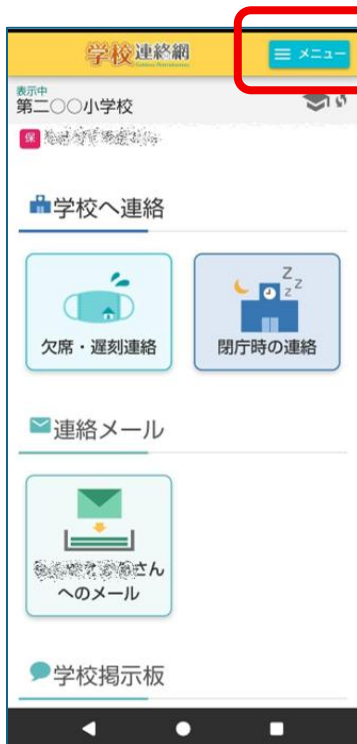 学校連絡網
メニュー
表示中
第二〇〇小学校
保
学校へ連絡
Z
Z
Z
欠席・遅刻連絡
閉庁時の連絡
連絡メール
さん
へのメール
学校掲示板